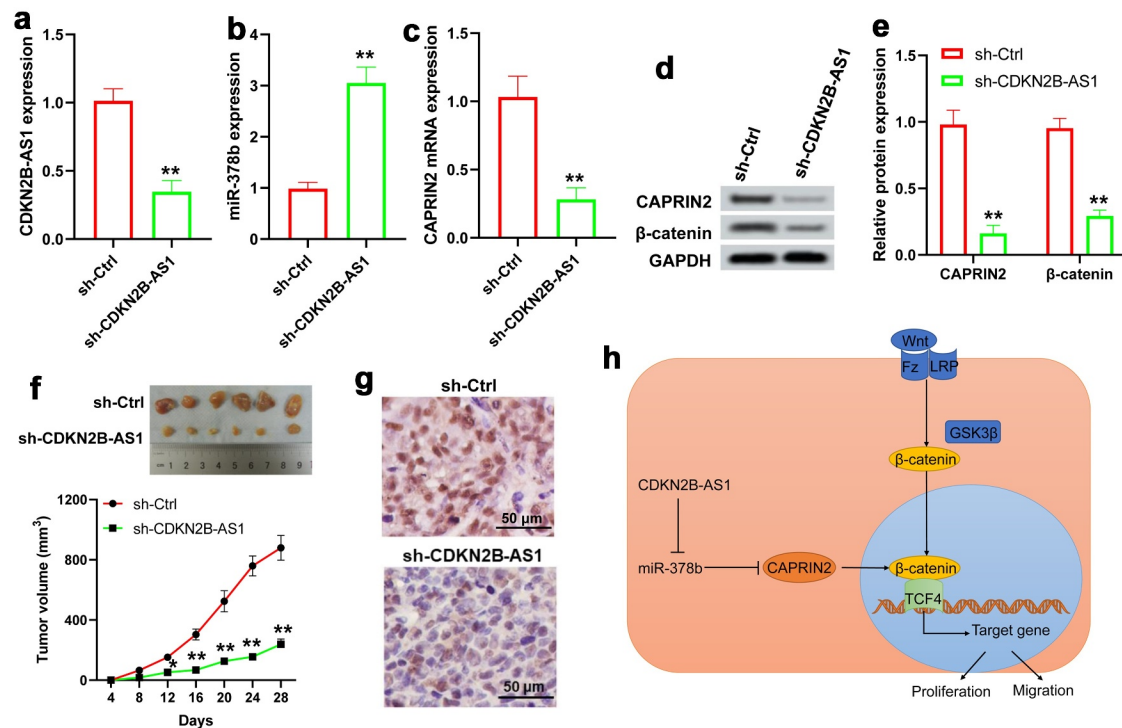 a
CDKN2B-AS1 expression
1.5
1.0
0.5
0.0
**
sh-Ctrl
sh-CDKN2B-AS1
b
miR-378b expression
4
3
2
1
0
**
sh-Ctrl
sh-CDKN2B-AS1
c
CAPRIN2 mRNA expression
1.5
1.0
0.5
0.0
**
sh-Ctrl
sh-CDKN2B-AS1
d
sh-Ctrl
sh-CDKN2B-AS1
CAPRIN2
β-catenin
GAPDH
e
Relative protein expression
1.5
1.0
0.5
0.0
sh-Ctrl
sh-CDKN2B-AS1
**
**
CAPRIN2
β-catenin
f
sh-Ctrl
sh-CDKN2B-AS1
cm 1 2 3 4 5 6 7 8 9
Tumor volume (mm³)
1200
800
400
0
sh-Ctrl
sh-CDKN2B-AS1
* ** ** ** **
4 8 12 16 20 24 28
Days
g
sh-Ctrl
50 μm
sh-CDKN2B-AS1
50 μm
h
Wnt
Fz
LRP
GSK3β
β-catenin
CDKN2B-AS1
miR-378b
CAPRIN2
β-catenin
TCF4
Target gene
Proliferation
Migration